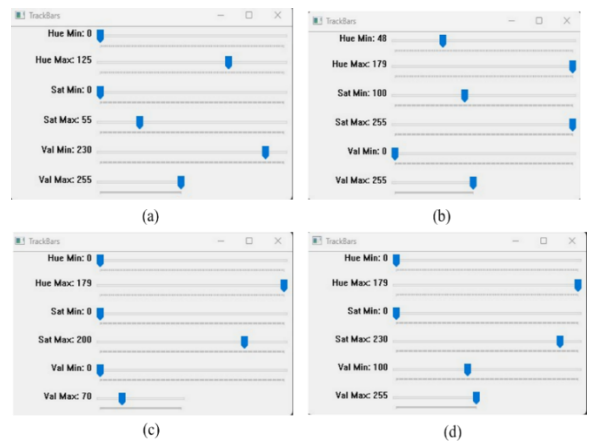 TrackBars
Hue Min: 0
Hue Max: 125
Sat Min: 0
Sat Max: 55
Val Min: 230
Val Max: 255
(a)
TrackBars
Hue Min: 48
Hue Max: 179
Sat Min: 100
Sat Max: 255
Val Min: 0
Val Max: 255
(b)
TrackBars
Hue Min: 0
Hue Max: 179
Sat Min: 0
Sat Max: 200
Val Min: 0
Val Max: 70
(c)
TrackBars
Hue Min: 0
Hue Max: 179
Sat Min: 0
Sat Max: 230
Val Min: 100
Val Max: 255
(d)